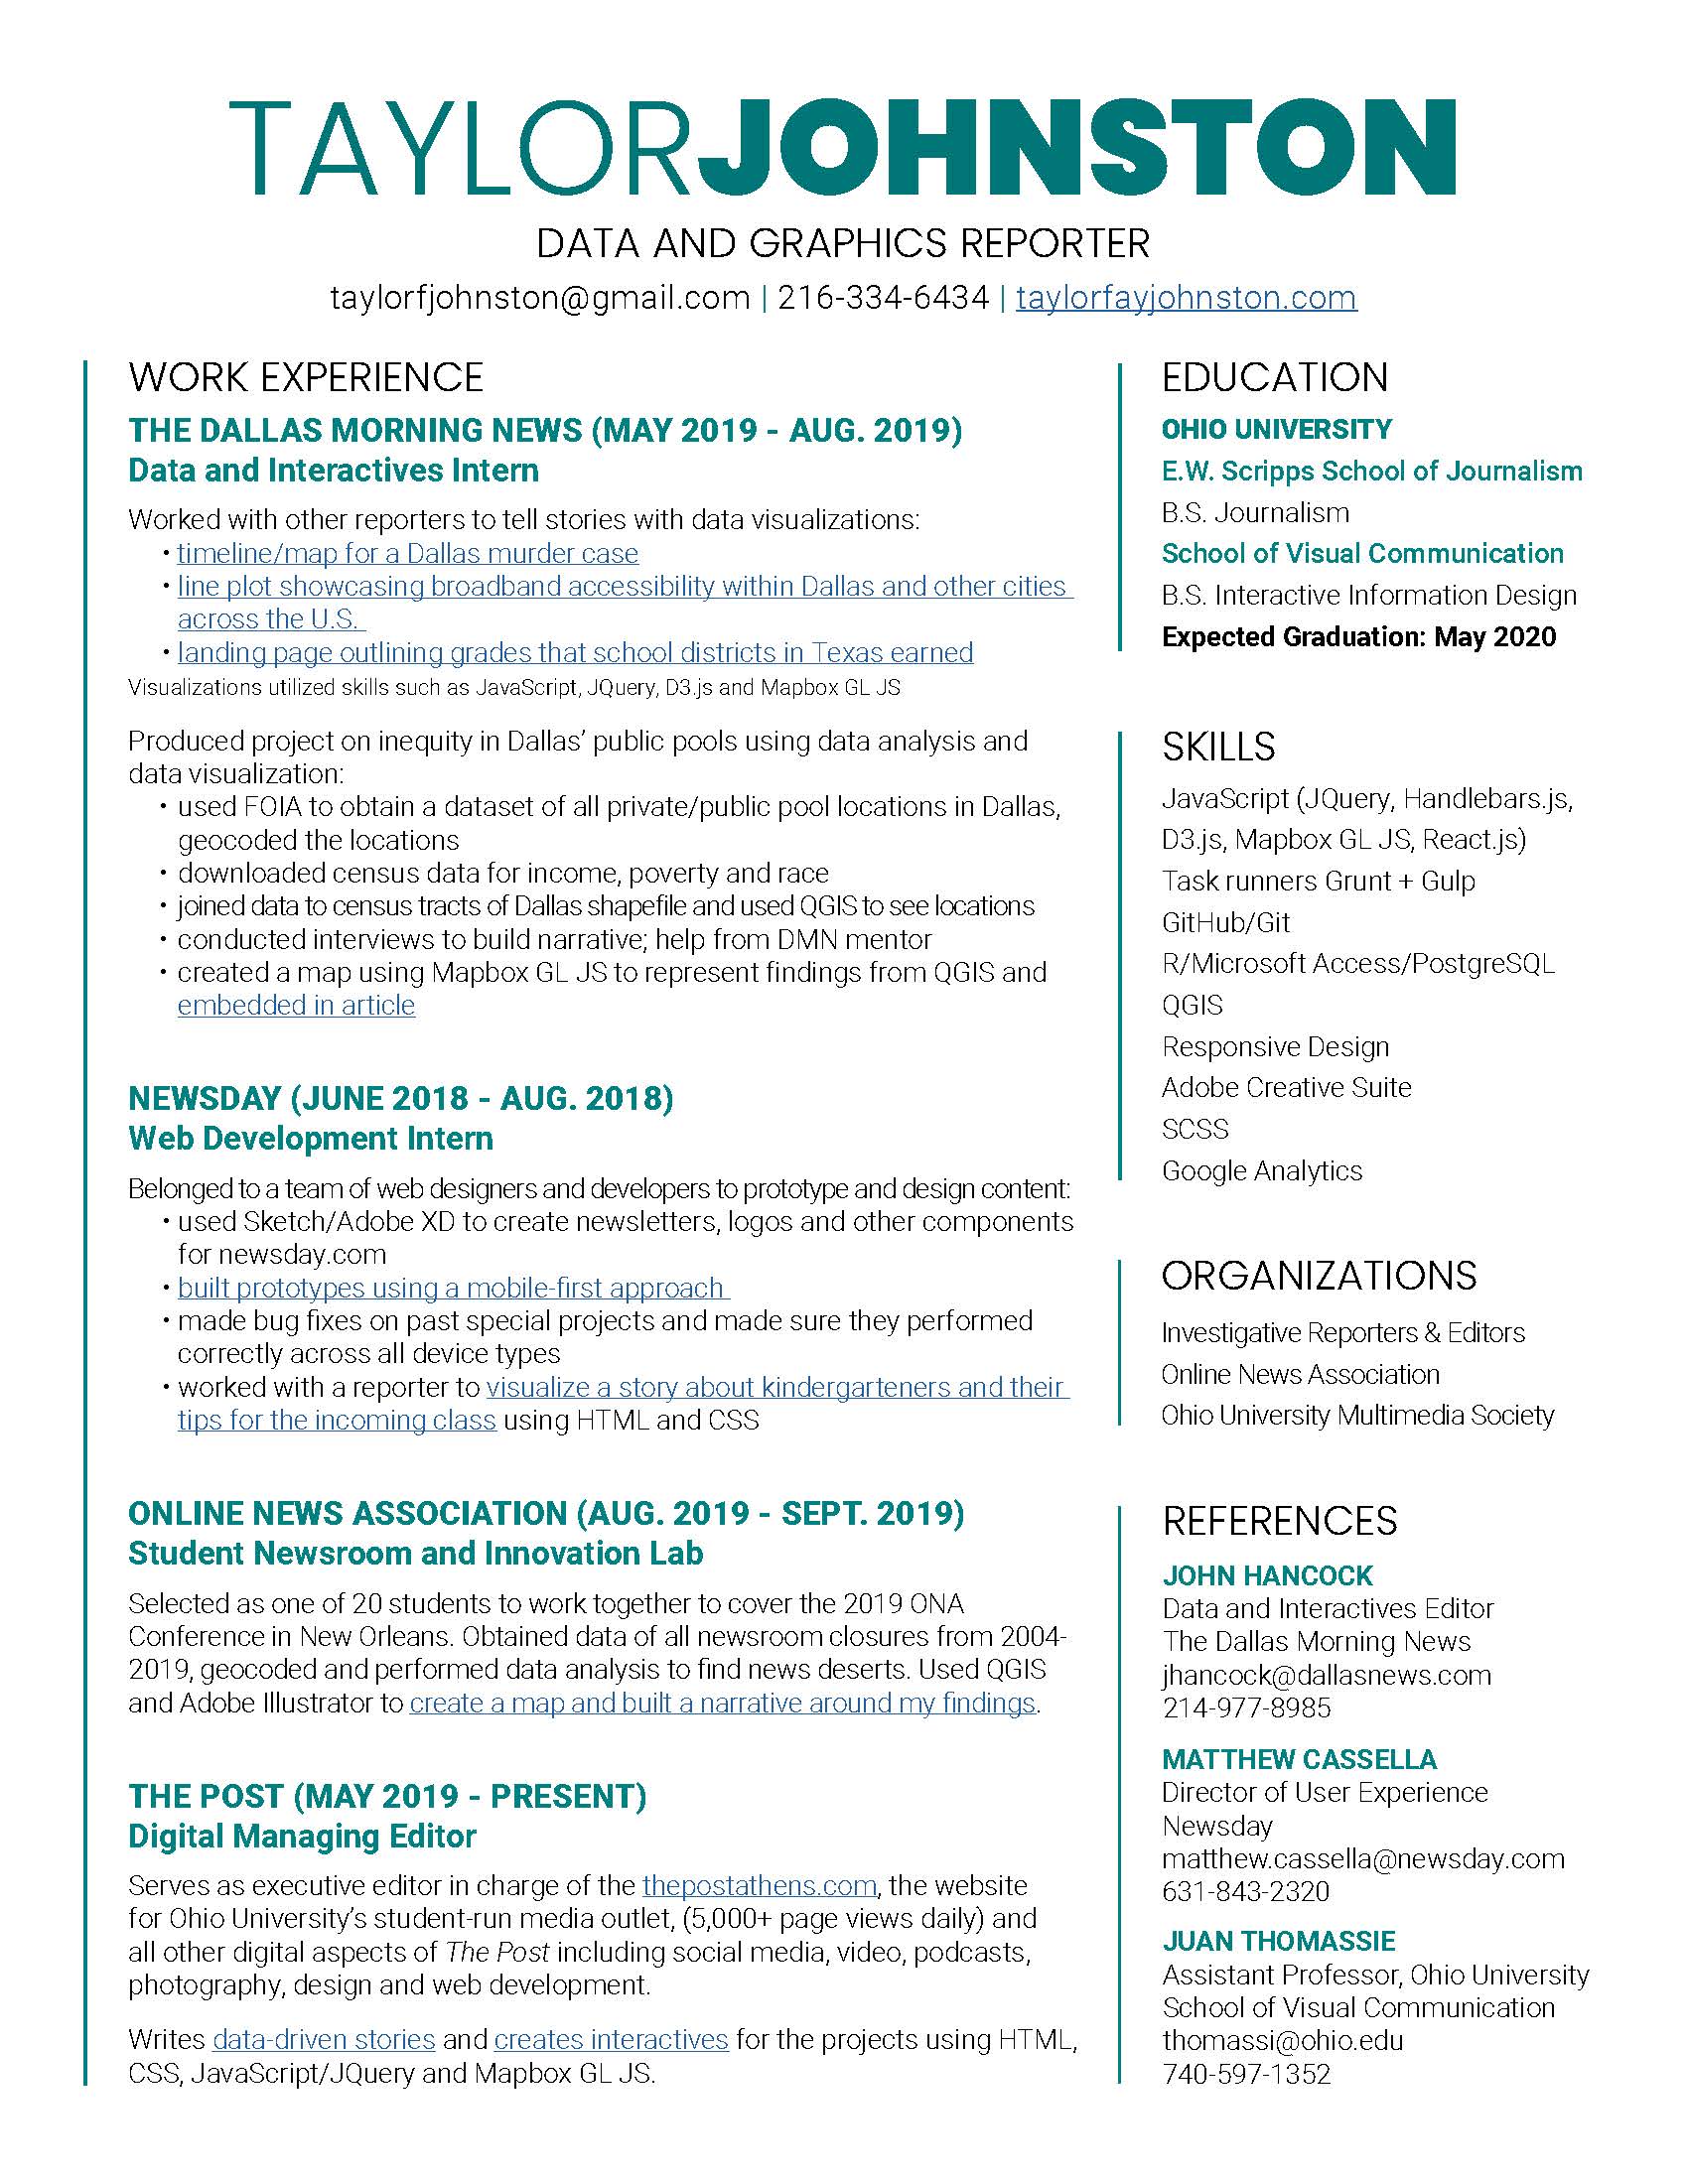 TAYLORJOHNSTON
DATA AND GRAPHICS REPORTER
taylorfjohnston@gmail.com | 216-334-6434 | taylorfayjohnston.com
WORK EXPERIENCE
THE DALLAS MORNING NEWS (MAY 2019 - AUG. 2019)
Data and Interactives Intern
Worked with other reporters to tell stories with data visualizations:
• timeline/map for a Dallas murder case
• line plot showcasing broadband accessibility within Dallas and other cities
across the U.S.
• landing page outlining grades that school districts in Texas earned
Visualizations utilized skills such as JavaScript, JQuery, D3.js and Mapbox GL JS
Produced project on inequity in Dallas' public pools using data analysis and
data visualization:
• used FOIA to obtain a dataset of all private/public pool locations in Dallas,
geocoded the locations
• downloaded census data for income, poverty and race
• joined data to census tracts of Dallas shapefile and used QGIS to see locations
• conducted interviews to build narrative; help from DMN mentor
• created a map using Mapbox GL JS to represent findings from QGIS and
embedded in article
NEWSDAY (JUNE 2018 - AUG. 2018)
Web Development Intern
Belonged to a team of web designers and developers to prototype and design content:
• used Sketch/Adobe XD to create newsletters, logos and other components
for newsday.com
• built prototypes using a mobile-first approach
• made bug fixes on past special projects and made sure they performed
correctly across all device types
• worked with a reporter to visualize a story about kindergarteners and their
tips for the incoming class using HTML and CSS
ONLINE NEWS ASSOCIATION (AUG. 2019 - SEPT. 2019)
Student Newsroom and Innovation Lab
Selected as one of 20 students to work together to cover the 2019 ONA
Conference in New Orleans. Obtained data of all newsroom closures from 2004-
2019, geocoded and performed data analysis to find news deserts. Used QGIS
and Adobe Illustrator to create a map and built a narrative around my findings.
THE POST (MAY 2019 - PRESENT)
Digital Managing Editor
Serves as executive editor in charge of the thepostathens.com, the website
for Ohio University's student-run media outlet, (5,000+ page views daily) and
all other digital aspects of The Post including social media, video, podcasts,
photography, design and web development.
Writes data-driven stories and creates interactives for the projects using HTML,
CSS, JavaScript/JQuery and Mapbox GL JS.
EDUCATION
OHIO UNIVERSITY
E.W. Scripps School of Journalism
B.S. Journalism
School of Visual Communication
B.S. Interactive Information Design
Expected Graduation: May 2020
SKILLS
JavaScript (JQuery, Handlebars.js,
D3.js, Mapbox GL JS, React.js)
Task runners Grunt + Gulp
GitHub/Git
R/Microsoft Access/PostgreSQL
QGIS
Responsive Design
Adobe Creative Suite
SCSS
Google Analytics
ORGANIZATIONS
Investigative Reporters & Editors
Online News Association
Ohio University Multimedia Society
REFERENCES
JOHN HANCOCK
Data and Interactives Editor
The Dallas Morning News
jhancock@dallasnews.com
214-977-8985
MATTHEW CASSELLA
Director of User Experience
Newsday
matthew.cassella@newsday.com
631-843-2320
JUAN THOMASSIE
Assistant Professor, Ohio University
School of Visual Communication
thomassi@ohio.edu
740-597-1352